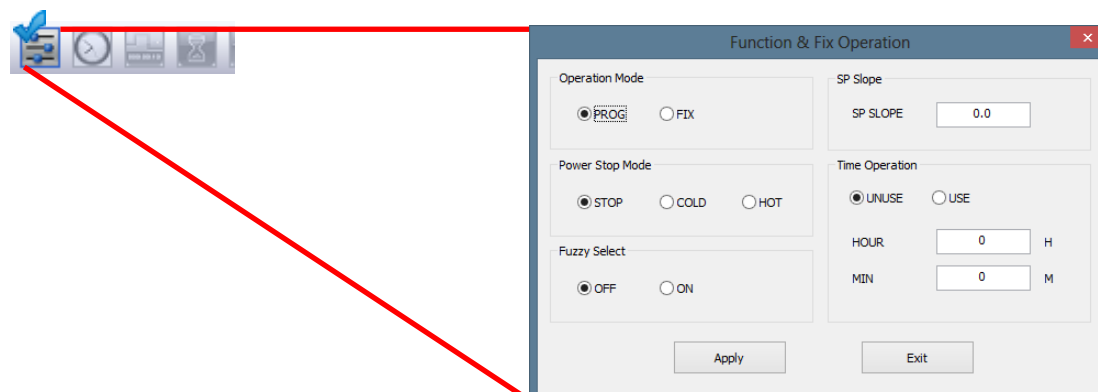 Function & Fix Operation
Operation Mode
PROG FIX
Power Stop Mode
STOP COLD HOT
Fuzzy Select
OFF ON
SP Slope
SP SLOPE 0.0
Time Operation
UNUSE USE
HOUR 0 H
MIN 0 M
Apply Exit